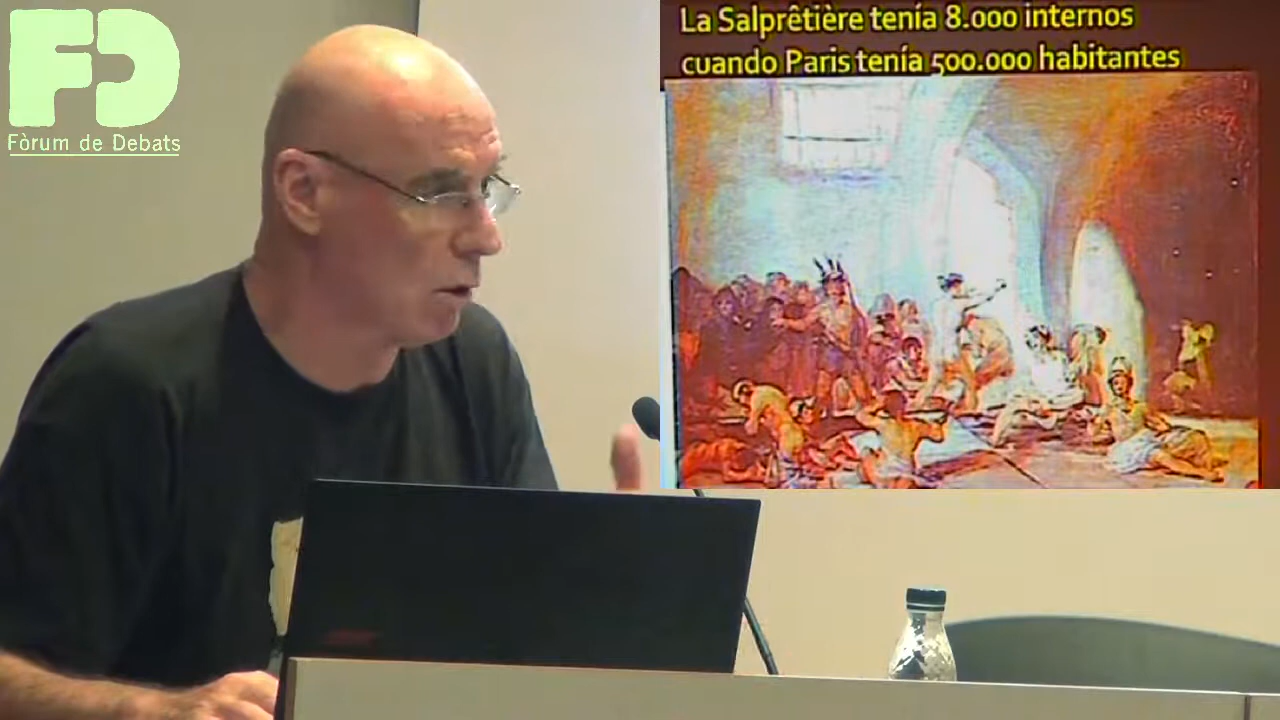 FD
Fòrum de Debats
La Salprêtière tenía 8.000 internos
cuando Paris tenía 500.000 habitantes